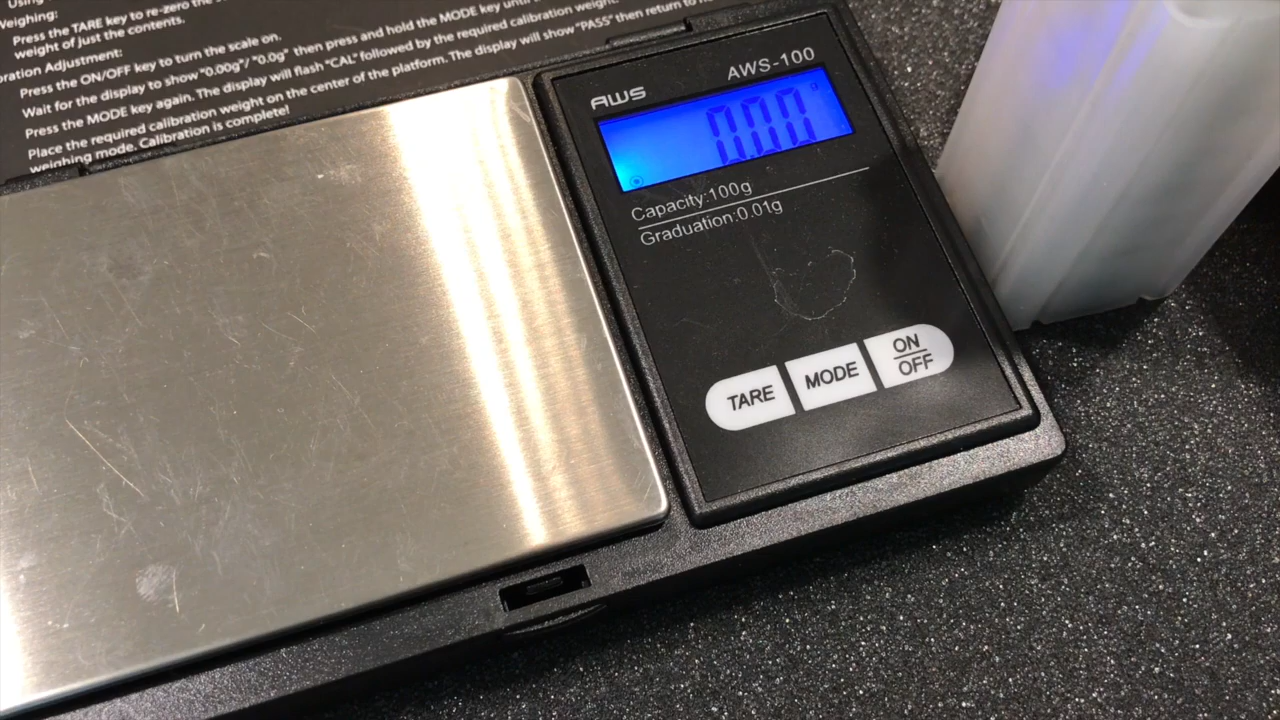 Using
Weighing:
Press the TARE key to re-zero the
weight of just the contents.
bration Adjustment:
Press the ON/OFF key to turn the scale on.
Wait for the display to show "0.00g"/ "0.0g" then press and hold the MODE key until
Press the MODE key again. The display will flash "CAL" followed by the required calibration weight.
Place the required calibration weight on the center of the platform. The display will show "PASS" then return to
weighing mode. Calibration is complete!
AWS
AWS-100
0.00 g
Capacity:100g
Graduation:0.01g
TARE
MODE
ON
OFF